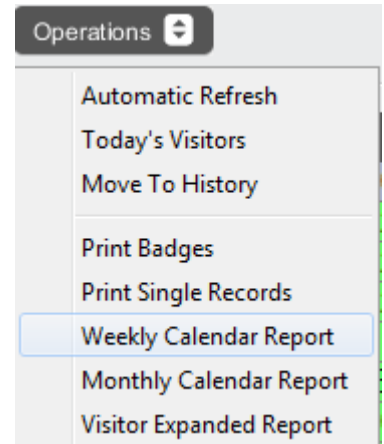 Operations
Automatic Refresh
Today's Visitors
Move To History
Print Badges
Print Single Records
Weekly Calendar Report
Monthly Calendar Report
Visitor Expanded Report